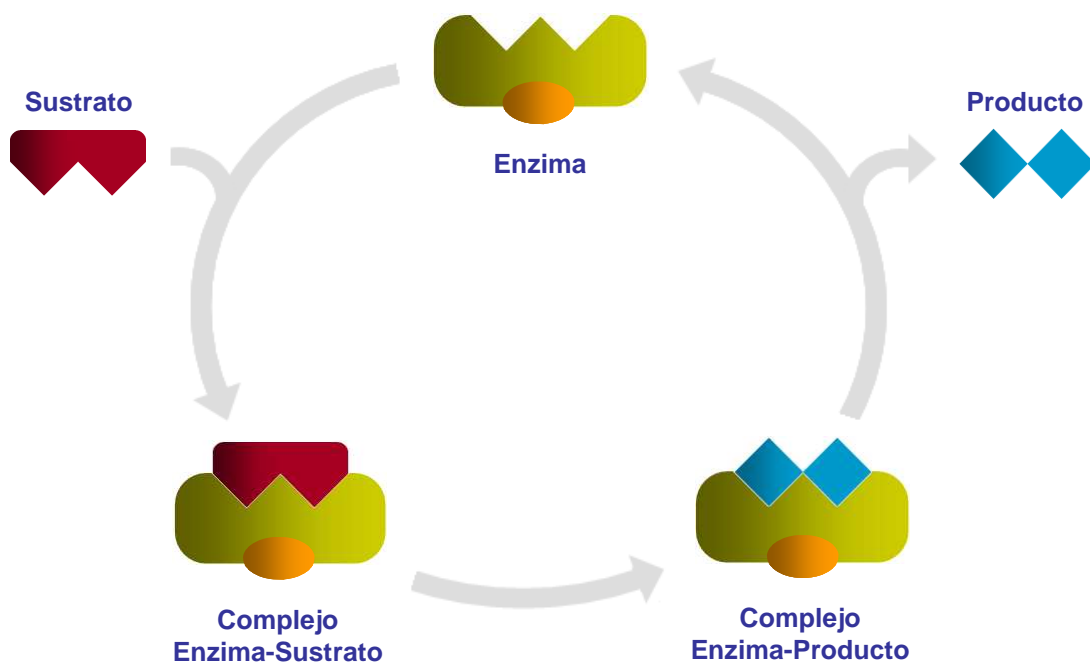 Sustrato
Enzima
Producto
Complejo
Enzima-Sustrato
Complejo
Enzima-Producto